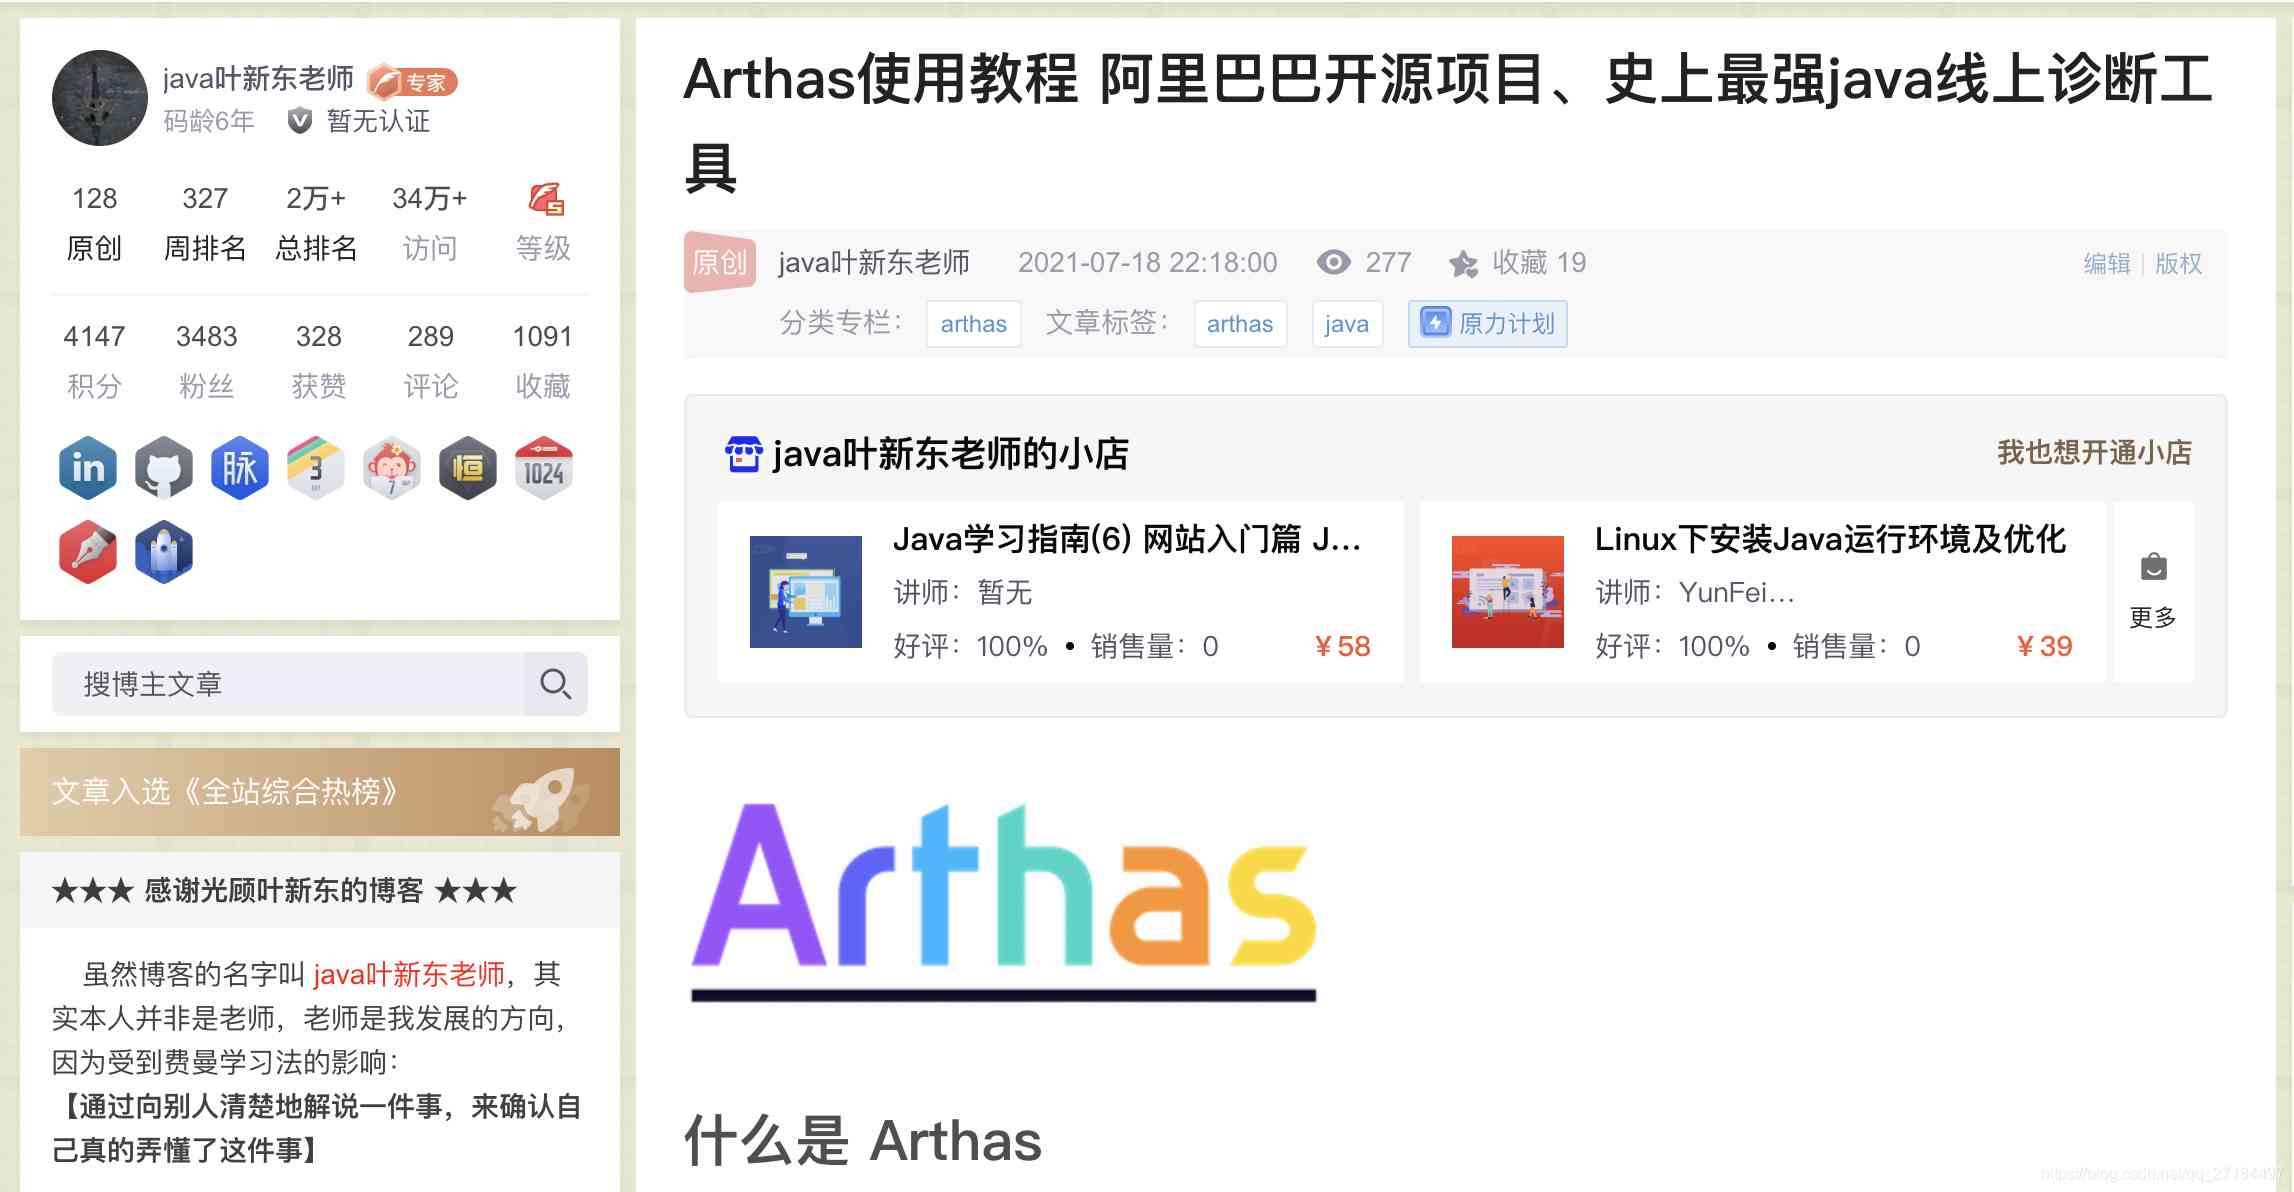 java叶新东老师 专家
码龄6年 暂无认证
128 327 2万+ 34万+
原创 周排名 总排名 访问 等级
4147 3483 328 289 1091
积分 粉丝 获赞 评论 收藏
in 脉 3 7 恒 1024
搜博主文章
文章入选《全站综合热榜》
★★★ 感谢光顾叶新东的博客 ★★★
虽然博客的名字叫 java叶新东老师，其
实本人并非是老师，老师是我发展的方向，
因为受到费曼学习法的影响：
【通过向别人清楚地解说一件事，来确认自
己真的弄懂了这件事】
Arthas使用教程 阿里巴巴开源项目、史上最强java线上诊断工
具
原创 java叶新东老师 2021-07-18 22:18:00 277 收藏 19 编辑 | 版权
分类专栏： arthas 文章标签： arthas java 原力计划
java叶新东老师的小店 我也想开通小店
Java学习指南(6) 网站入门篇 J...
讲师：暂无
好评：100% • 销售量：0 ¥58
Linux下安装Java运行环境及优化
讲师：YunFei...
好评：100% • 销售量：0 ¥39
更多
Arthas
什么是 Arthas